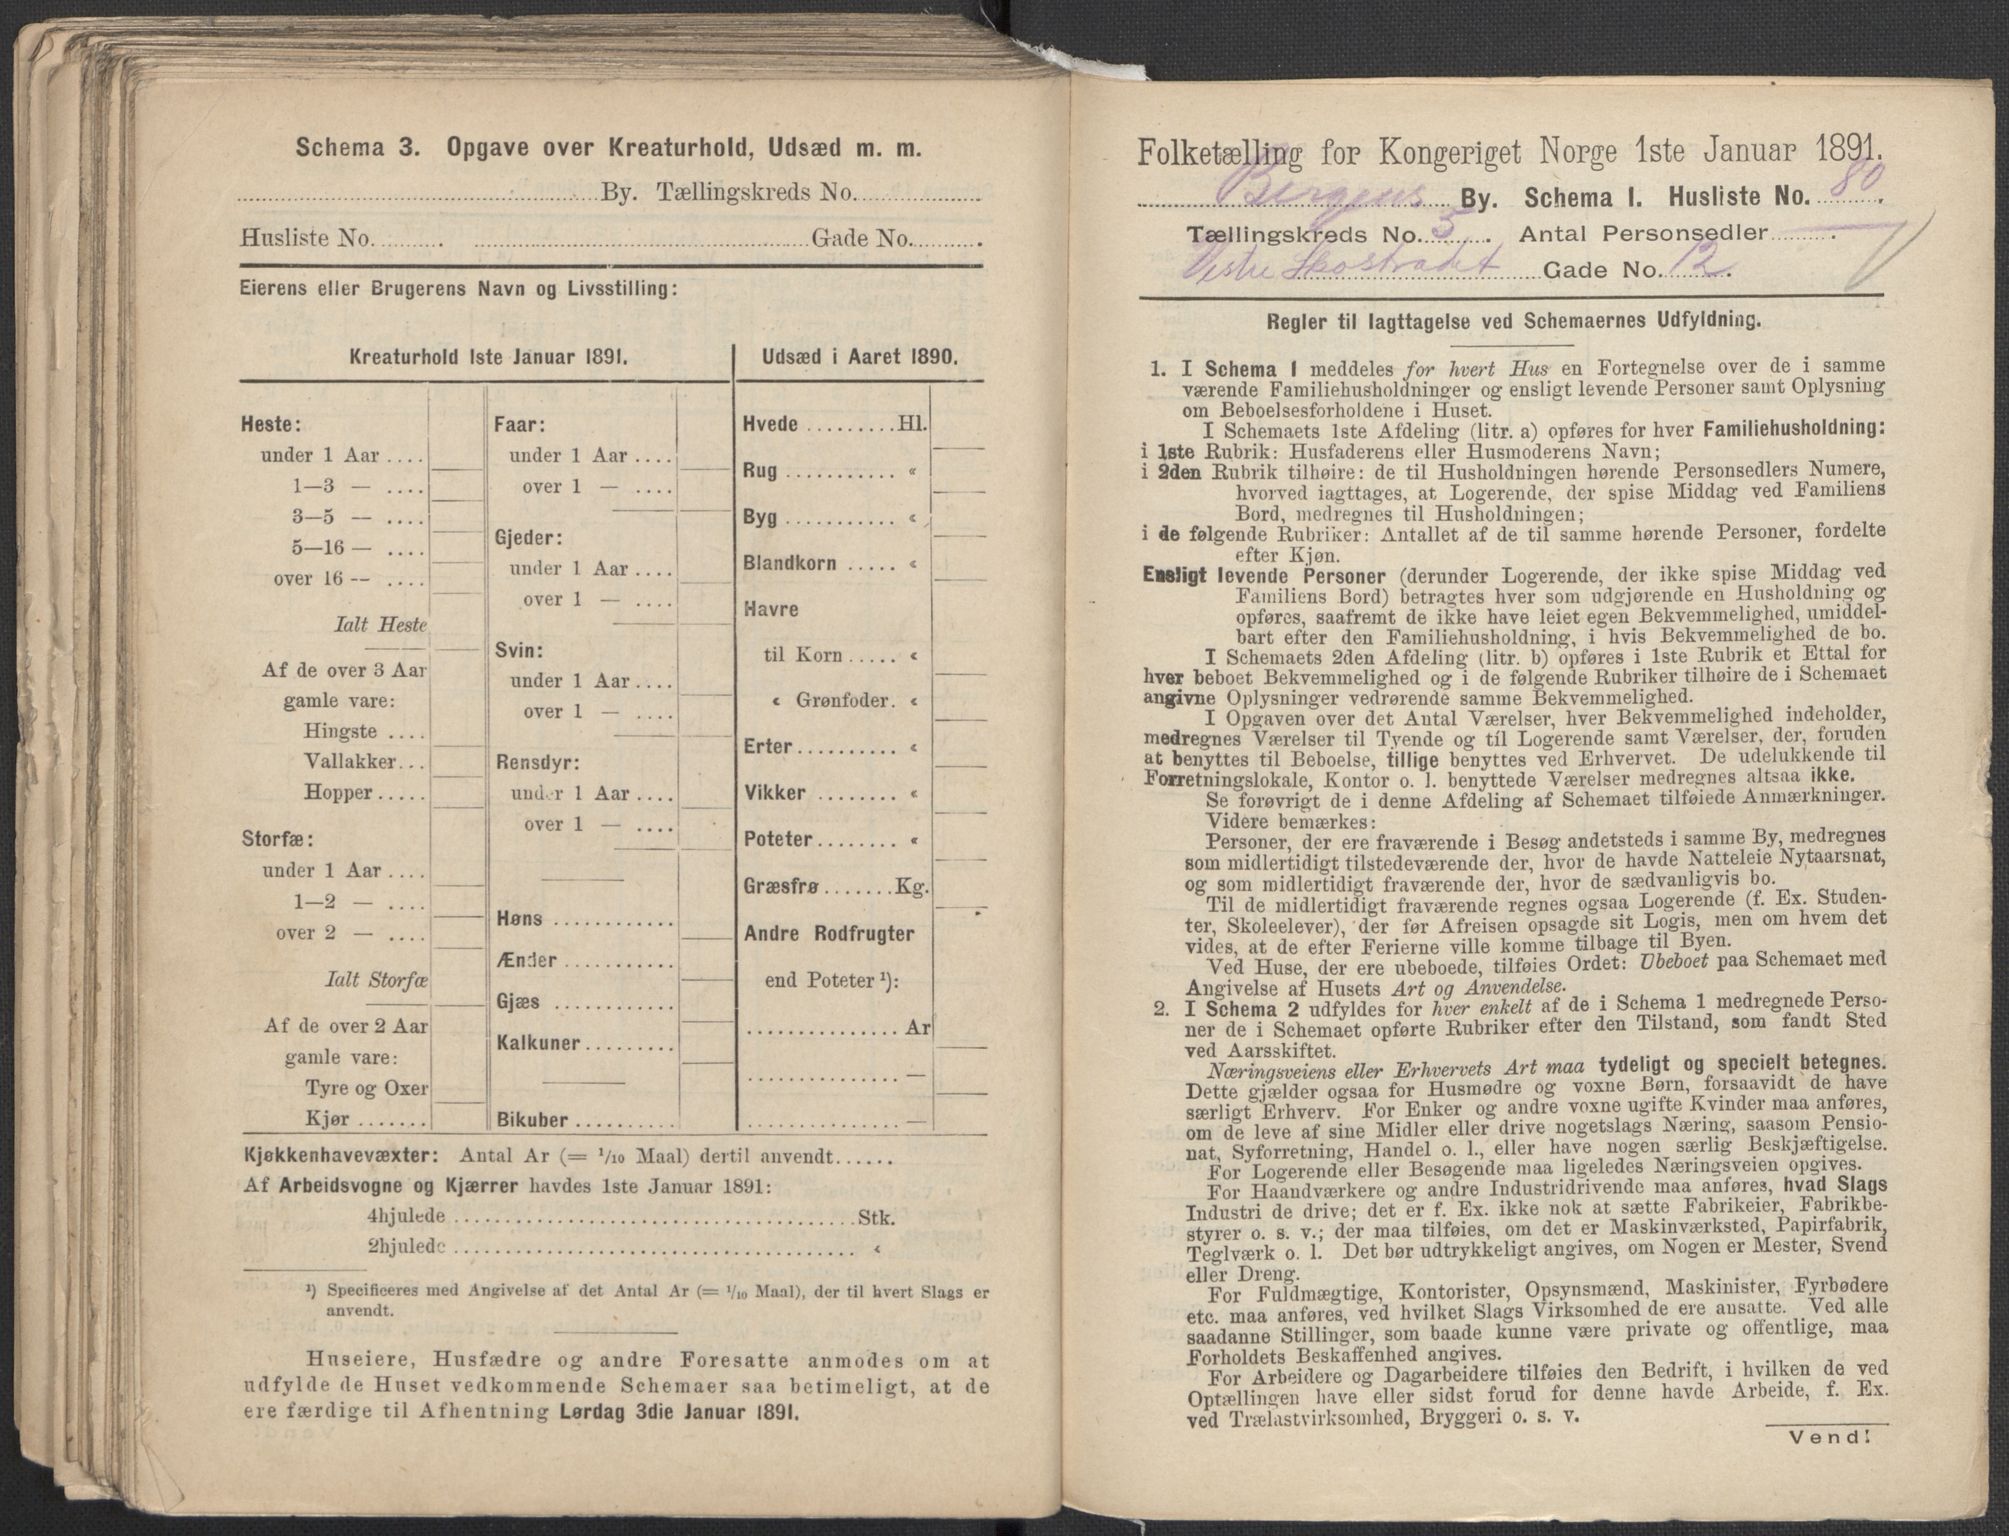 Schema 3. Opgave over Kreaturhold, Udsæd m. m.
By. Tællingskreds No.
Husliste No. Gade No.
Eierens eller Brugerens Navn og Livsstilling:
Kreaturhold 1ste Januar 1891.
Heste:
under 1 Aar ....
1—3 — ....
3—5 — ....
5—16 — ....
over 16 — ....
Ialt Heste
Af de over 3 Aar
gamle vare:
Hingste ....
Vallakker...
Hopper.....
Storfæ:
under 1 Aar ....
1—2 — ....
over 2 — ....
Ialt Storfæ
Af de over 2 Aar
gamle vare:
Tyre og Oxer
Kjør .......
Faar:
under 1 Aar ....
over 1 — ....
Gjeder:
under 1 Aar ....
over 1 — ....
Svin:
under 1 Aar ....
over 1 — ....
Rensdyr:
under 1 Aar ....
over 1 — ....
Høns ...........
Ænder ..........
Gjæs ...........
Kalkuner.........
Bikuber ..........
Udsæd i Aaret 1890.
Hvede .........Hl.
Rug ........... «
Byg ........... «
Blandkorn ..... «
Havre
til Korn ..... «
« Grønfoder. «
Erter.......... «
Vikker ........ «
Poteter........ «
Græsfrø.......Kg.
Andre Rodfrugter
end Poteter ¹):
............... Ar
............... —
............... —
Kjøkkenhavevæxter: Antal Ar (= 1/10 Maal) dertil anvendt......
Af Arbeidsvogne og Kjærrer havdes 1ste Januar 1891:
4hjulede ........................................Stk.
2hjulede ........................................ «
¹) Specificeres med Angivelse af det Antal Ar (= 1/10 Maal), der til hvert Slags er
anvendt.
Huseiere, Husfædre og andre Foresatte anmodes om at
udfylde de Huset vedkommende Schemaer saa betimeligt, at de
ere færdige til Afhentning Lørdag 3die Januar 1891.
Folketælling for Kongeriget Norge 1ste Januar 1891.
Bergens By. Schema I. Husliste No. 80
Tællingskreds No. 5. Antal Personsedler
Vestre Skostrædet Gade No. 12.
Regler til Iagttagelse ved Schemaernes Udfyldning.
1. I Schema 1 meddeles for hvert Hus en Fortegnelse over de i samme
værende Familiehusholdninger og ensligt levende Personer samt Oplysning
om Beboelsesforholdene i Huset.
I Schemaets 1ste Afdeling (litr. a) opføres for hver Familiehusholdning:
i 1ste Rubrik: Husfaderens eller Husmoderens Navn;
i 2den Rubrik tilhøire: de til Husholdningen hørende Personsedlers Numere,
hvorved iagttages, at Logerende, der spise Middag ved Familiens
Bord, medregnes til Husholdningen;
i de følgende Rubriker: Antallet af de til samme hørende Personer, fordelte
efter Kjøn.
Ensligt levende Personer (derunder Logerende, der ikke spise Middag ved
Familiens Bord) betragtes hver som udgjørende en Husholdning og
opføres, saafremt de ikke have leiet egen Bekvemmelighed, umiddel-
bart efter den Familiehusholdning, i hvis Bekvemmelighed de bo.
I Schemaets 2den Afdeling (litr. b) opføres i 1ste Rubrik et Ettal for
hver beboet Bekvemmelighed og i de følgende Rubriker tilhøire de i Schemaet
angivne Oplysninger vedrørende samme Bekvemmelighed.
I Opgaven over det Antal Værelser, hver Bekvemmelighed indeholder,
medregnes Værelser til Tyende og til Logerende samt Værelser, der, foruden
at benyttes til Beboelse, tillige benyttes ved Erhvervet. De udelukkende til
Forretningslokale, Kontor o. l. benyttede Værelser medregnes altsaa ikke.
Se forøvrigt de i denne Afdeling af Schemaet tilføiede Anmærkninger.
Videre bemærkes:
Personer, der ere fraværende i Besøg andetsteds i samme By, medregnes
som midlertidigt tilstedeværende der, hvor de havde Natteleie Nytaarsnat,
og som midlertidigt fraværende der, hvor de sædvanligvis bo.
Til de midlertidigt fraværende regnes ogsaa Logerende (f. Ex. Studen-
ter, Skoleelever), der før Afreisen opsagde sit Logis, men om hvem det
vides, at de efter Ferierne ville komme tilbage til Byen.
Ved Huse, der ere ubeboede, tilføies Ordet: Ubeboet paa Schemaet med
Angivelse af Husets Art og Anvendelse.
2. I Schema 2 udfyldes for hver enkelt af de i Schema 1 medregnede Perso-
ner de i Schemaet opførte Rubriker efter den Tilstand, som fandt Sted
ved Aarsskiftet.
Næringsveiens eller Erhvervets Art maa tydeligt og specielt betegnes.
Dette gjælder ogsaa for Husmødre og voxne Børn, forsaavidt de have
særligt Erhverv. For Enker og andre voxne ugifte Kvinder maa anføres,
om de leve af sine Midler eller drive nogetslags Næring, saasom Pensio-
nat, Syforretning, Handel o. l., eller have nogen særlig Beskjæftigelse.
For Logerende eller Besøgende maa ligeledes Næringsveien opgives.
For Haandværkere og andre Industridrivende maa anføres, hvad Slags
Industri de drive; det er f. Ex. ikke nok at sætte Fabrikeier, Fabrikbe-
styrer o. s. v.; der maa tilføies, om det er Maskinværksted, Papirfabrik,
Teglværk o. l. Det bør udtrykkeligt angives, om Nogen er Mester, Svend
eller Dreng.
For Fuldmægtige, Kontorister, Opsynsmænd, Maskinister, Fyrbødere
etc. maa anføres, ved hvilket Slags Virksomhed de ere ansatte. Ved alle
saadanne Stillinger, som baade kunne være private og offentlige, maa
Forholdets Beskaffenhed angives.
For Arbeidere og Dagarbeidere tilføies den Bedrift, i hvilken de ved
Optællingen have eller sidst forud for denne havde Arbeide, f. Ex.
ved Trælastvirksomhed, Bryggeri o. s. v.
Vend!